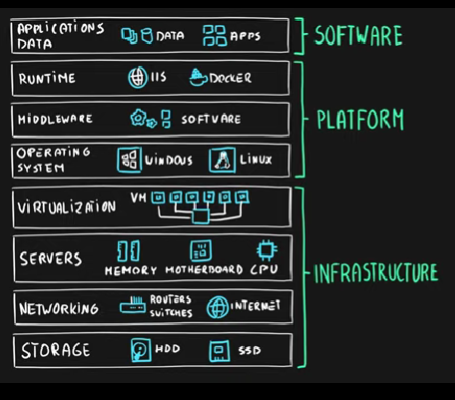 APPLICATIONS
DATA
DATA
APPS
SOFTWARE
RUNTIME
IIS
DOCKER
MIDDLEWARE
SOFTWARE
PLATFORM
OPERATING
SYSTEM
WINDOWS
LINUX
VIRTUALIZATION
VM
SERVERS
MEMORY MOTHERBOARD CPU
INFRASTRUCTURE
NETWORKING
ROUTERS
SWITCHES
INTERNET
STORAGE
HDD
SSD